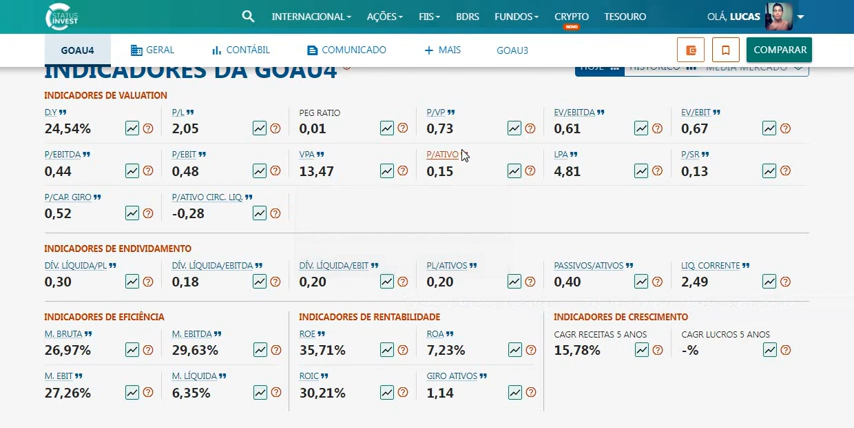 STATUS INVEST INTERNACIONAL AÇÕES FIIS BDRS FUNDOS CRYPTO NOVO TESOURO OLÁ, LUCAS
GOAU4 GERAL CONTÁBIL COMUNICADO MAIS GOAU3 COMPARAR
INDICADORES DA GOAU4 HOJE HISTÓRICO MÉDIA MERCADO
INDICADORES DE VALUATION
D.Y P/L PEG RATIO P/VP EV/EBITDA EV/EBIT
24,54% 2,05 0,01 0,73 0,61 0,67
P/EBITDA P/EBIT VPA P/ATIVO LPA P/SR
0,44 0,48 13,47 0,15 4,81 0,13
P/CAP. GIRO P/ATIVO CIRC. LIQ.
0,52 -0,28
INDICADORES DE ENDIVIDAMENTO
DÍV. LÍQUIDA/PL DÍV. LÍQUIDA/EBITDA DÍV. LÍQUIDA/EBIT PL/ATIVOS PASSIVOS/ATIVOS LIQ. CORRENTE
0,30 0,18 0,20 0,20 0,40 2,49
INDICADORES DE EFICIÊNCIA INDICADORES DE RENTABILIDADE INDICADORES DE CRESCIMENTO
M. BRUTA M. EBITDA ROE ROA CAGR RECEITAS 5 ANOS CAGR LUCROS 5 ANOS
26,97% 29,63% 35,71% 7,23% 15,78% -%
M. EBIT M. LÍQUIDA ROIC GIRO ATIVOS
27,26% 6,35% 30,21% 1,14